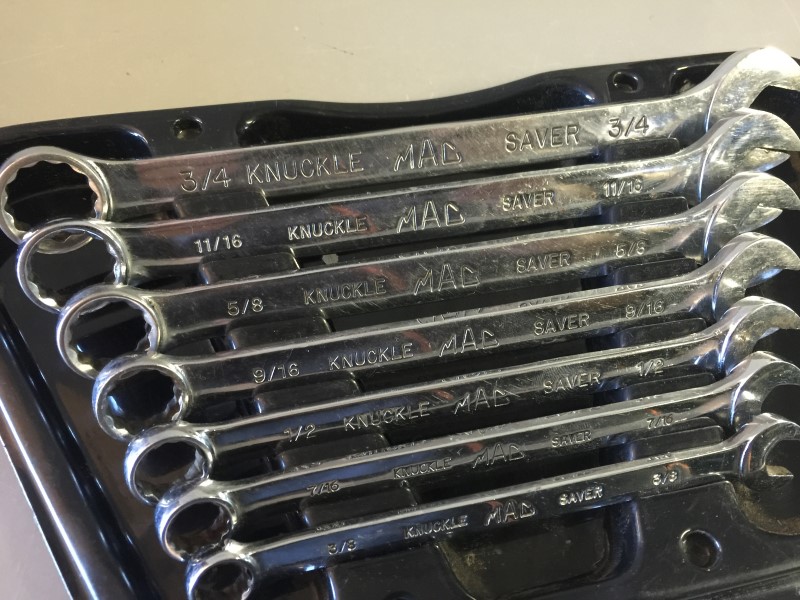 3/4 KNUCKLE MAC SAVER 3/4
11/16 KNUCKLE MAC SAVER 11/16
5/8 KNUCKLE MAC SAVER 5/8
9/16 KNUCKLE MAC SAVER 9/16
1/2 KNUCKLE MAC SAVER 1/2
7/16 KNUCKLE MAC SAVER 7/16
3/8 KNUCKLE MAC SAVER 3/8